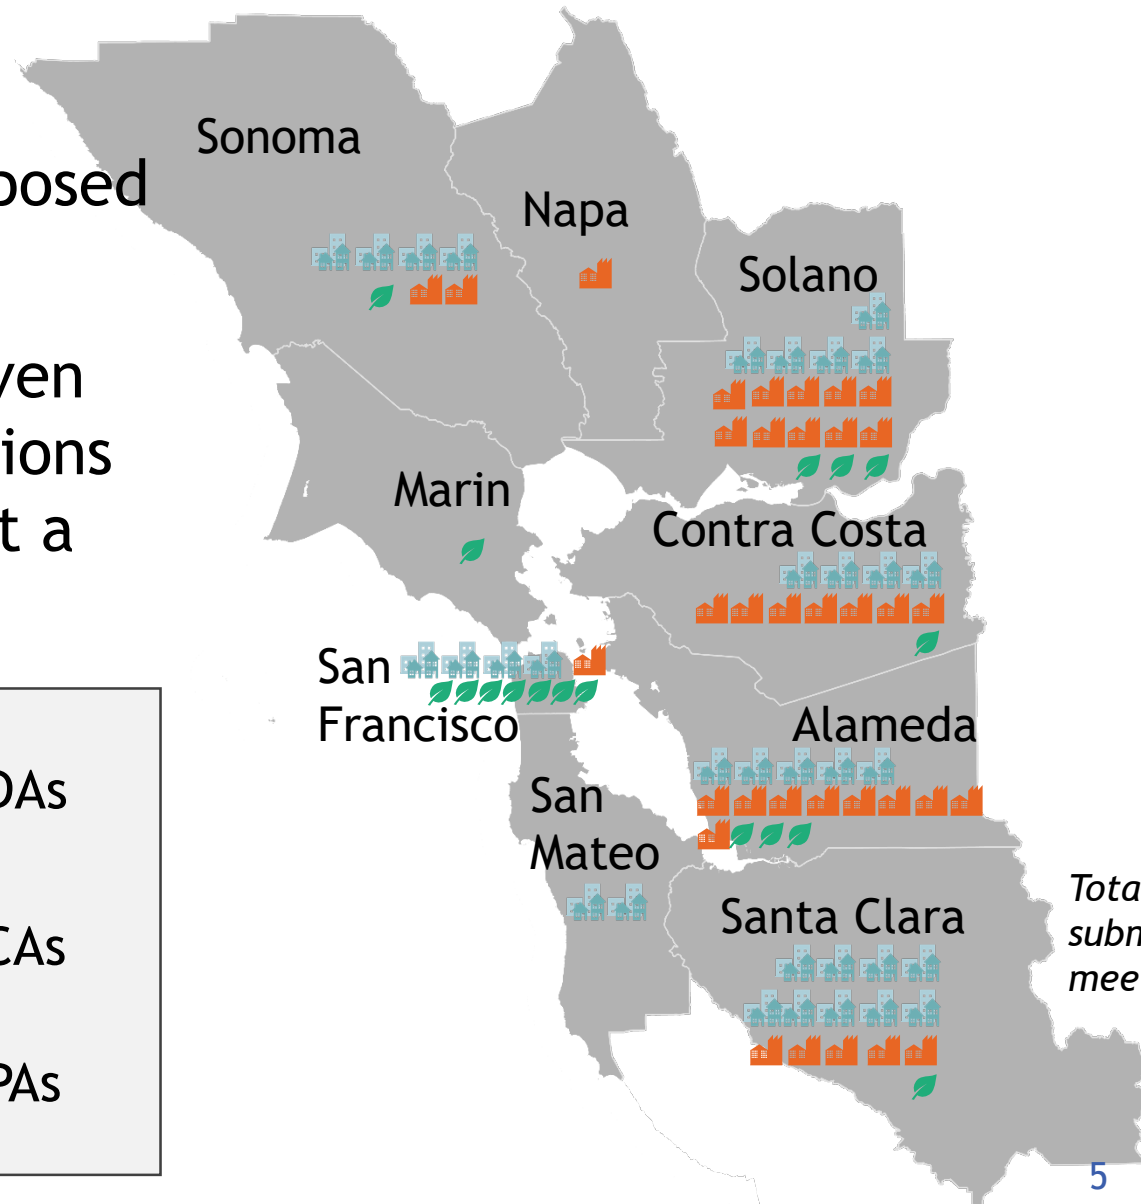 posed
ven
ions
t a
DAs
CAs
PAs
Sonoma
Napa
Solano
Marin
Contra Costa
San
Francisco
Alameda
San
Mateo
Santa Clara
Tota
subm
mee
5